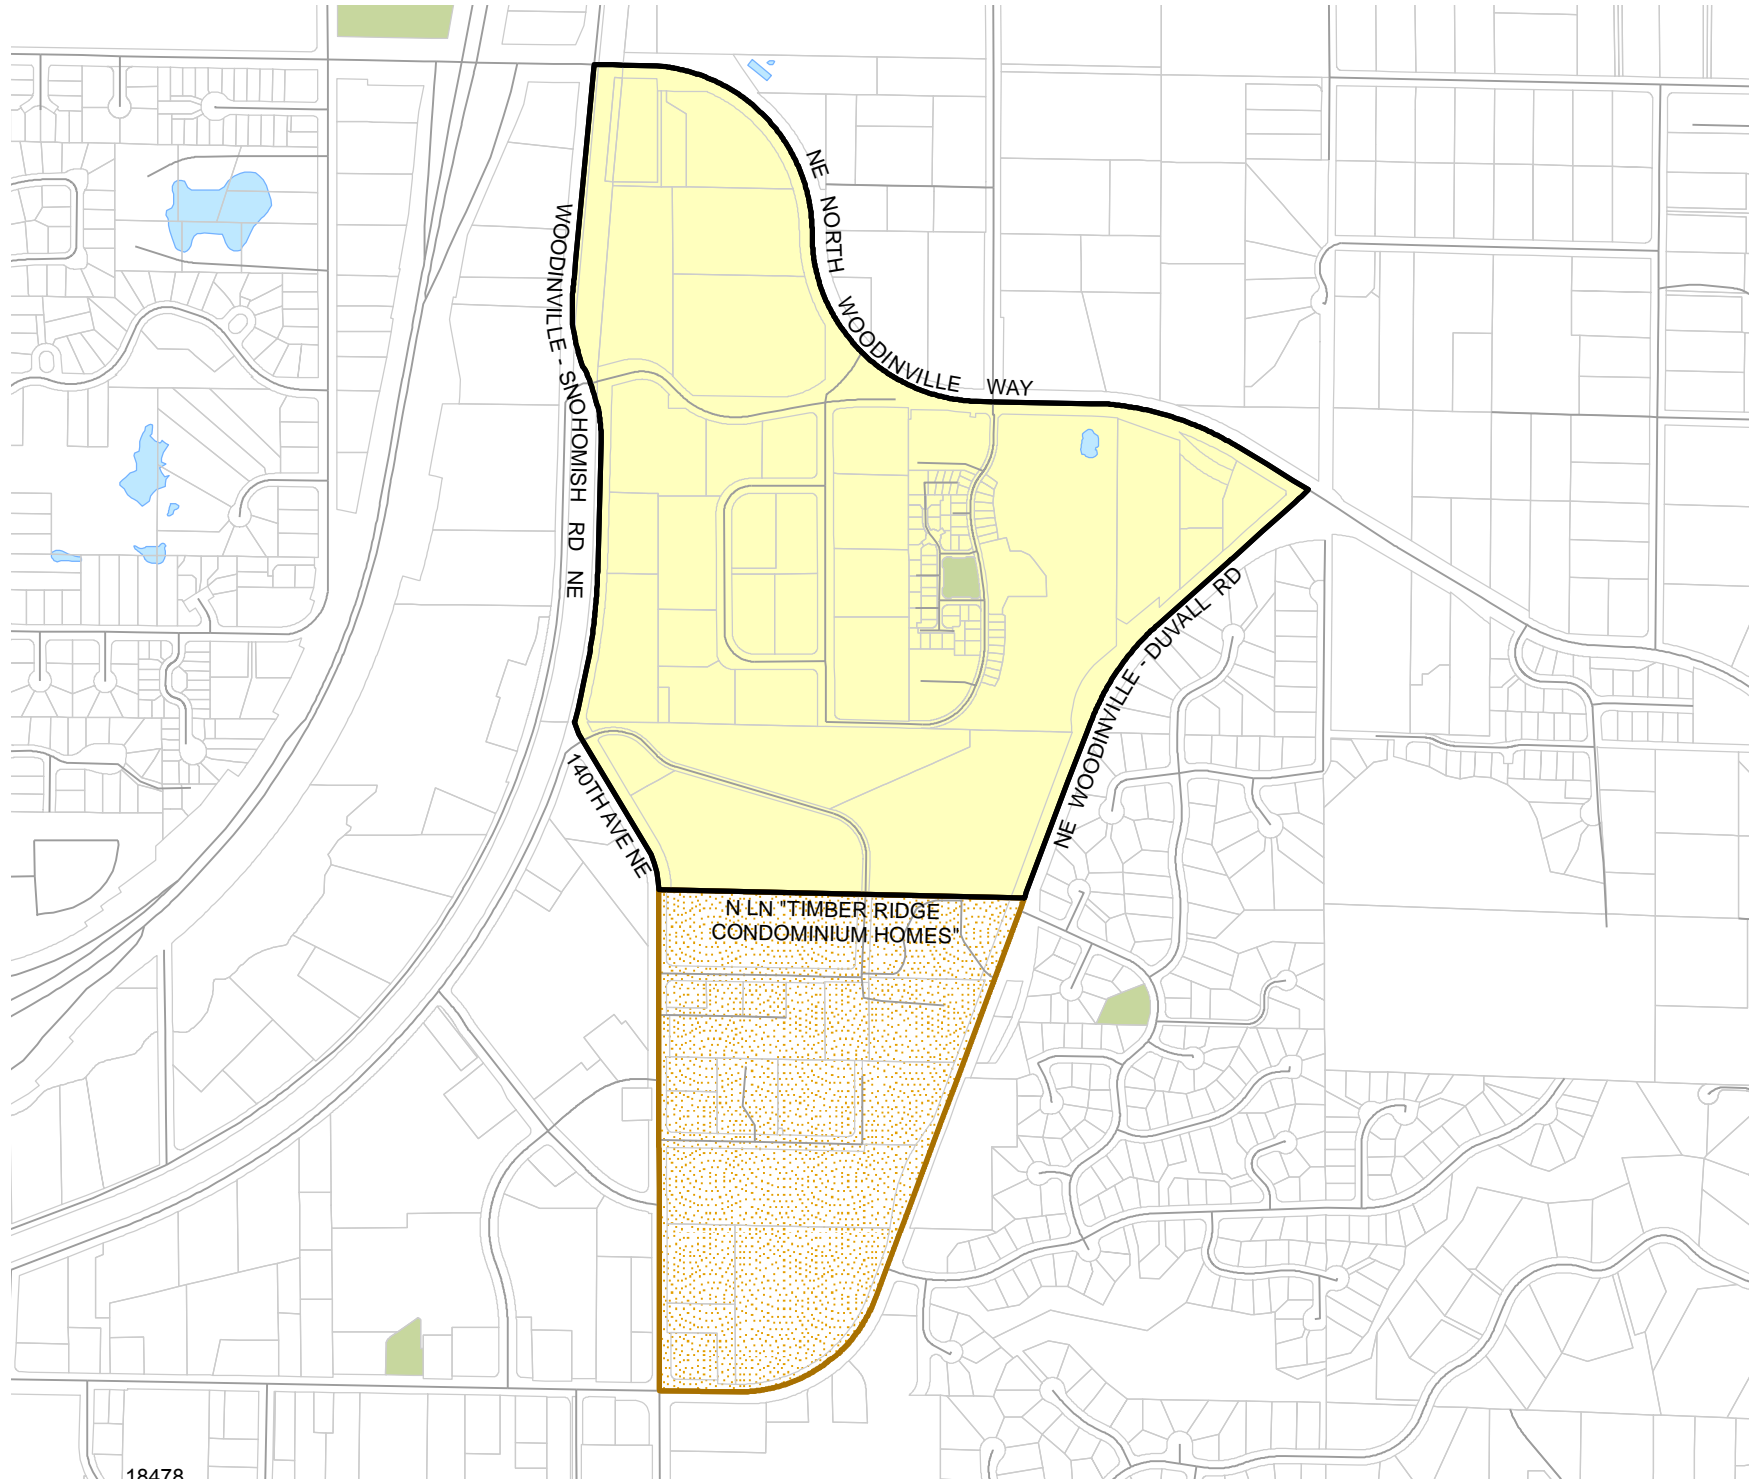 NE NORTH WOODINVILLE WAY
WOODINVILLE - SNOHOMISH RD NE
NE WOODINVILLE - DUVALL RD
140TH AVE NE
N LN "TIMBER RIDGE
CONDOMINIUM HOMES"
18478